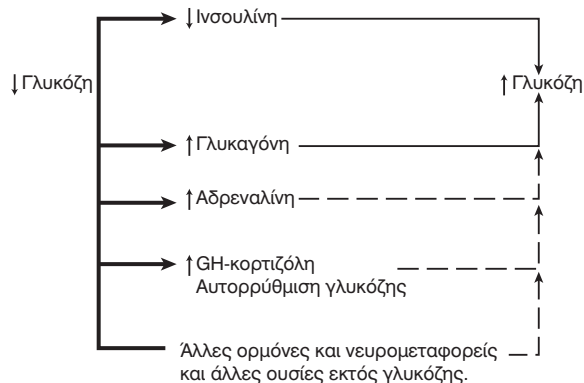 ↓ Ινσουλίνη
↓ Γλυκόζη
↑ Γλυκόζη
↑ Γλυκαγόνη
↑ Αδρεναλίνη
↑ GH-κορτιζόλη
Αυτορρύθμιση γλυκόζης
Άλλες ορμόνες και νευρομεταφορείς
και άλλες ουσίες εκτός γλυκόζης.